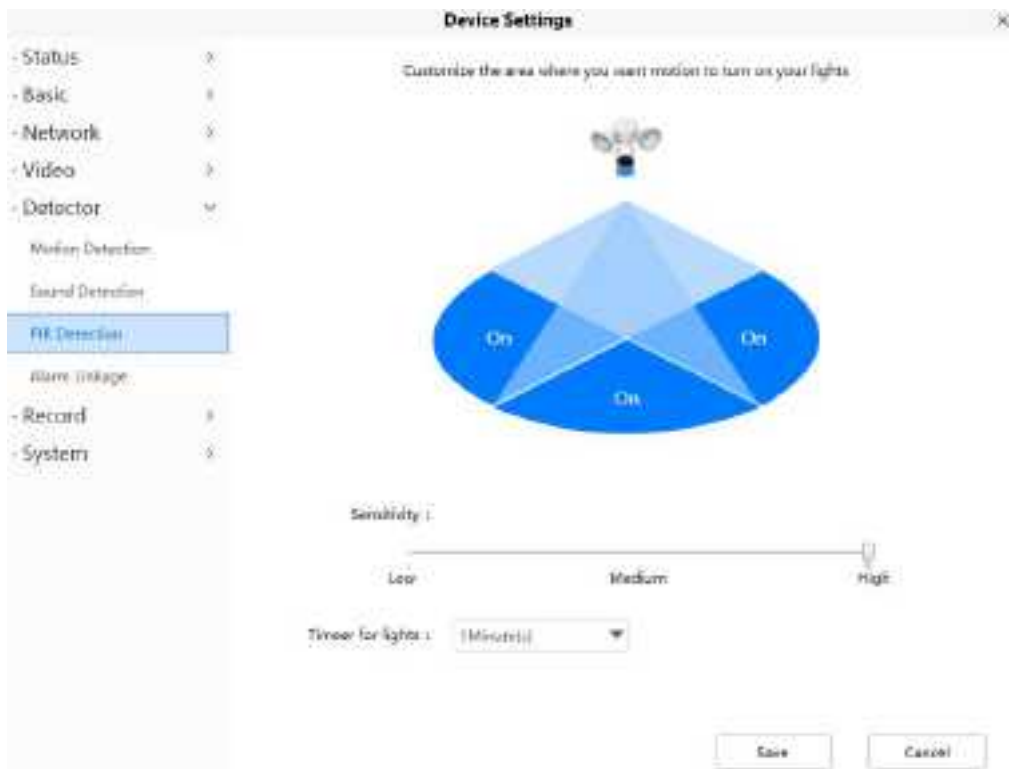 Device Settings
Customize the area where you want motion to turn on your lights
- Status
- Basic
- Network
- Video
- Detector
Motion Detection
Sound Detection
PIR Detection
Alarm Linkage
- Record
- System
On
On
On
Sensitivity :
Low
Medium
High
Timeer for lights :
1Minute(s)
Save
Cancel